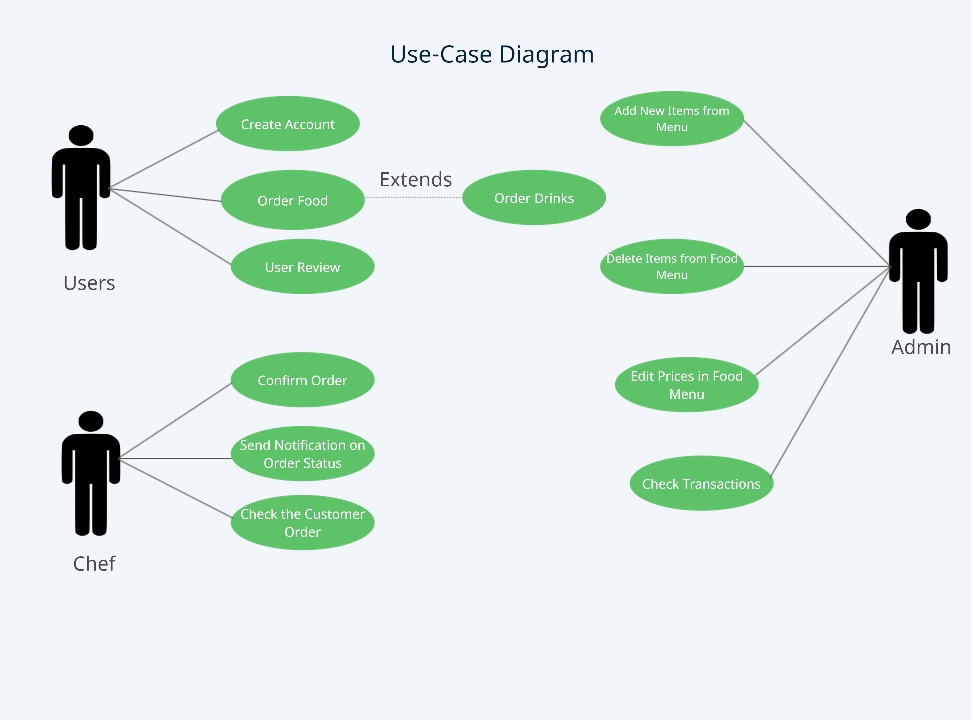 Use-Case Diagram
Create Account
Order Food
Extends
Order Drinks
User Review
Users
Confirm Order
Send Notification on
Order Status
Check the Customer
Order
Chef
Add New Items from
Menu
Delete Items from Food
Menu
Edit Prices in Food
Menu
Check Transactions
Admin